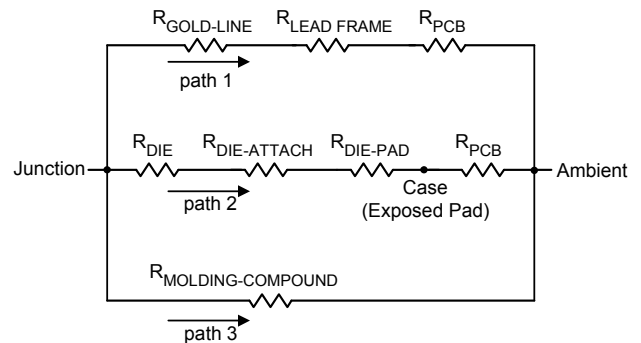 RGOLD-LINE RLEAD FRAME RPCB
path 1
RDIE RDIE-ATTACH RDIE-PAD RPCB
Junction Ambient
path 2 Case
(Exposed Pad)
RMOLDING-COMPOUND
path 3